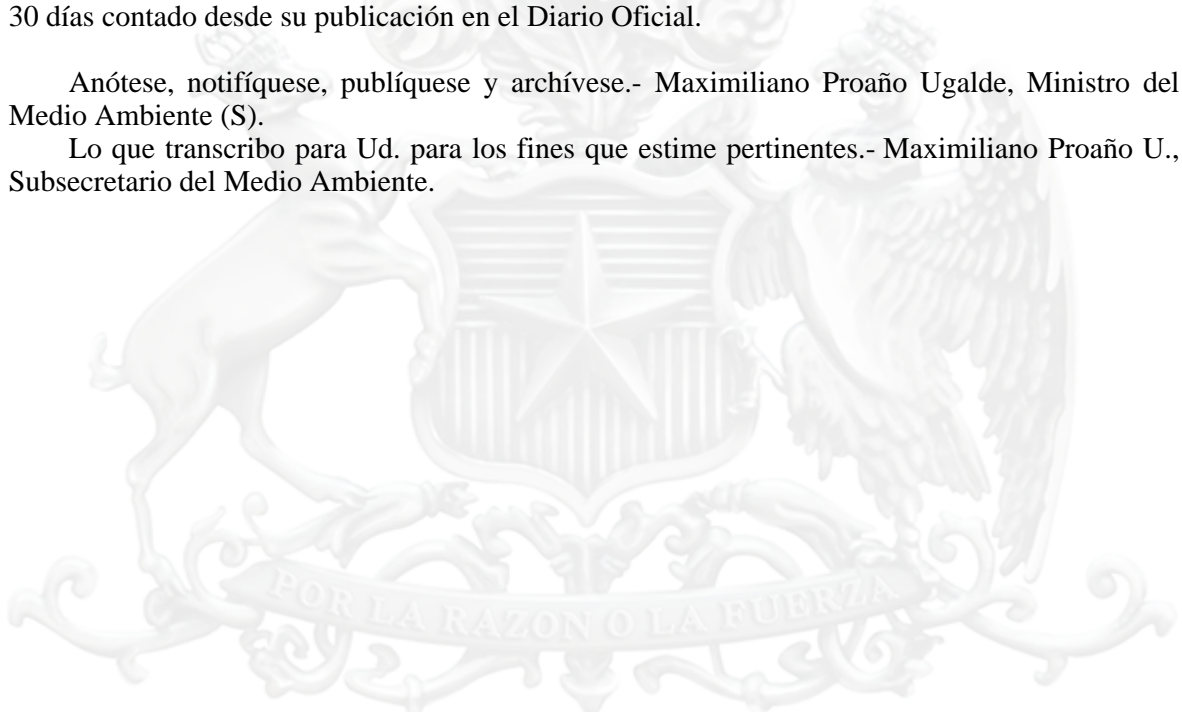 30 días contado desde su publicación en el Diario Oficial.
Anótese, notifíquese, publíquese y archívese.- Maximiliano Proaño Ugalde, Ministro del
Medio Ambiente (S).
Lo que transcribo para Ud. para los fines que estime pertinentes.- Maximiliano Proaño U.,
Subsecretario del Medio Ambiente.
POR LA RAZON O LA FUERZA